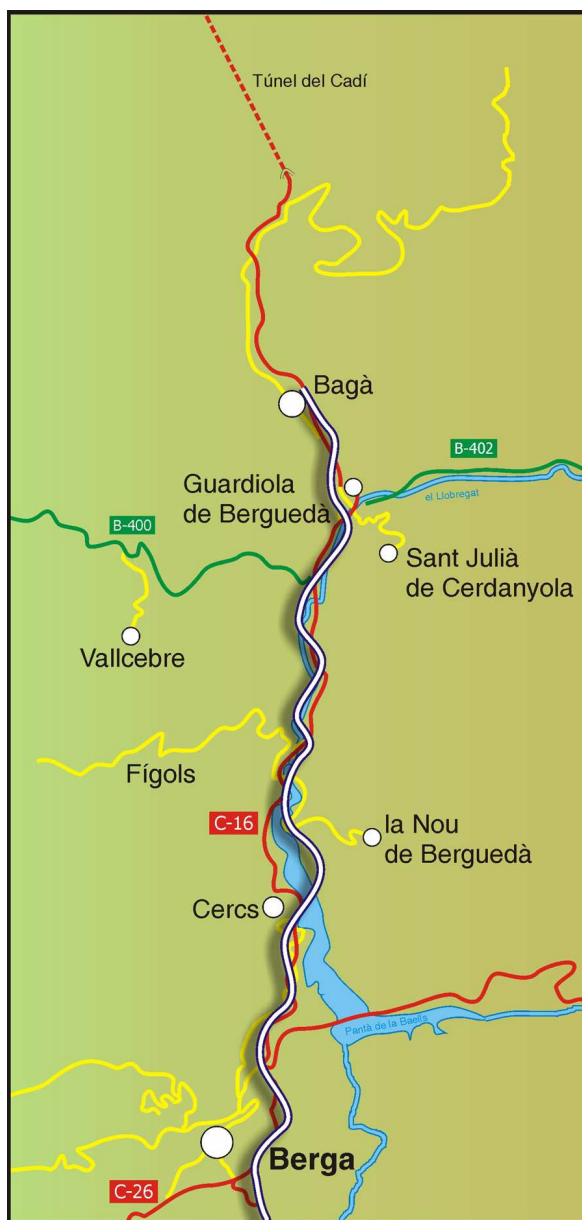 Túnel del Cadí
Bagà
B-402
Guardiola
de Berguedà
el Llobregat
B-400
Sant Julià
de Cerdanyola
Vallcebre
Fígols
C-16
la Nou
de Berguedà
Cercs
Pantà de la Baells
Berga
C-26